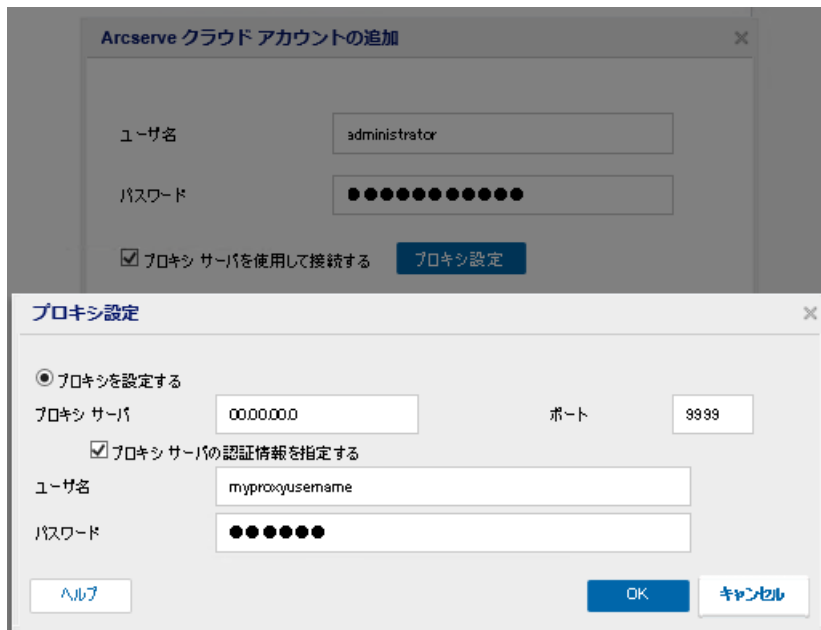 Arcserve クラウド アカウントの追加
ユーザ名 administrator
パスワード ●●●●●●●●●●●
プロキシ サーバを使用して接続する プロキシ設定
プロキシ設定
プロキシを設定する
プロキシ サーバ 00.00.00.0 ポート 9999
プロキシ サーバの認証情報を指定する
ユーザ名 myproxyusername
パスワード ●●●●●●
ヘルプ OK キャンセル